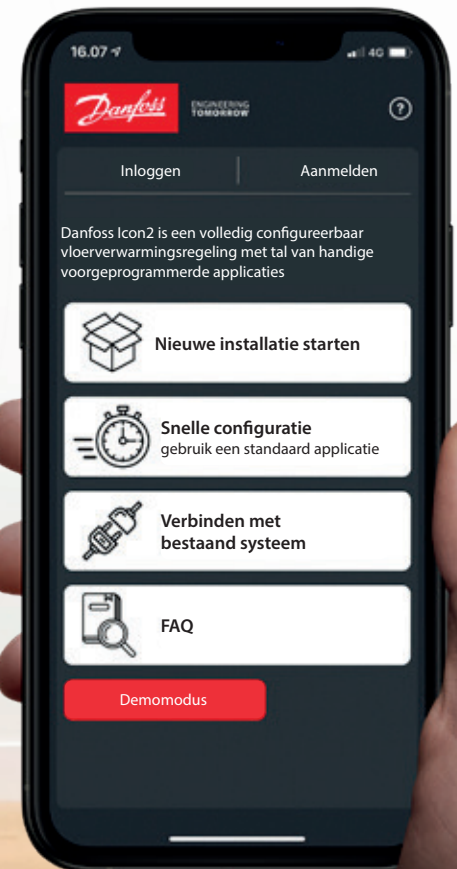 16.07
4G
Danfoss
ENGINEERING
TOMORROW
?
Inloggen | Aanmelden
Danfoss Icon2 is een volledig configureerbaar
vloerverwarmingsregeling met tal van handige
voorgeprogrammerde applicaties
Nieuwe installatie starten
Snelle configuratie
gebruik een standaard applicatie
Verbinden met
bestaand systeem
FAQ
Demomodus